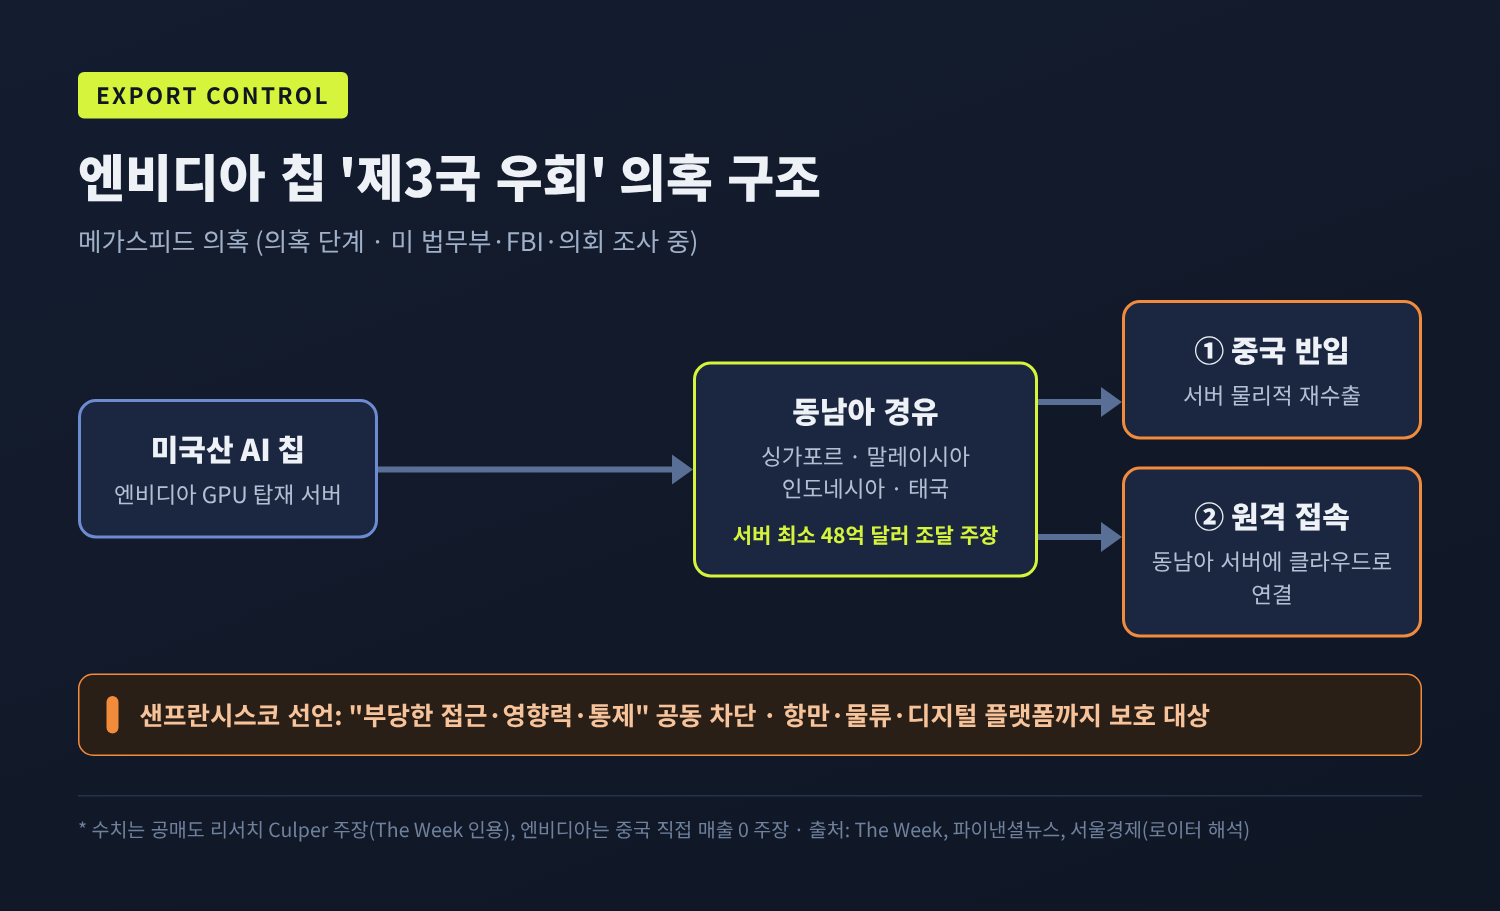 EXPORT CONTROL
엔비디아 칩 '제3국 우회' 의혹 구조
메가스피드 의혹 (의혹 단계 · 미 법무부·FBI·의회 조사 중)
미국산 AI 칩
엔비디아 GPU 탑재 서버
동남아 경유
싱가포르 · 말레이시아
인도네시아 · 태국
서버 최소 48억 달러 조달 주장
① 중국 반입
서버 물리적 재수출
② 원격 접속
동남아 서버에 클라우드로
연결
샌프란시스코 선언: "부당한 접근·영향력·통제" 공동 차단 · 항만·물류·디지털 플랫폼까지 보호 대상
* 수치는 공매도 리서치 Culper 주장(The Week 인용), 엔비디아는 중국 직접 매출 0 주장 · 출처: The Week, 파이낸셜뉴스, 서울경제(로이터 해석)